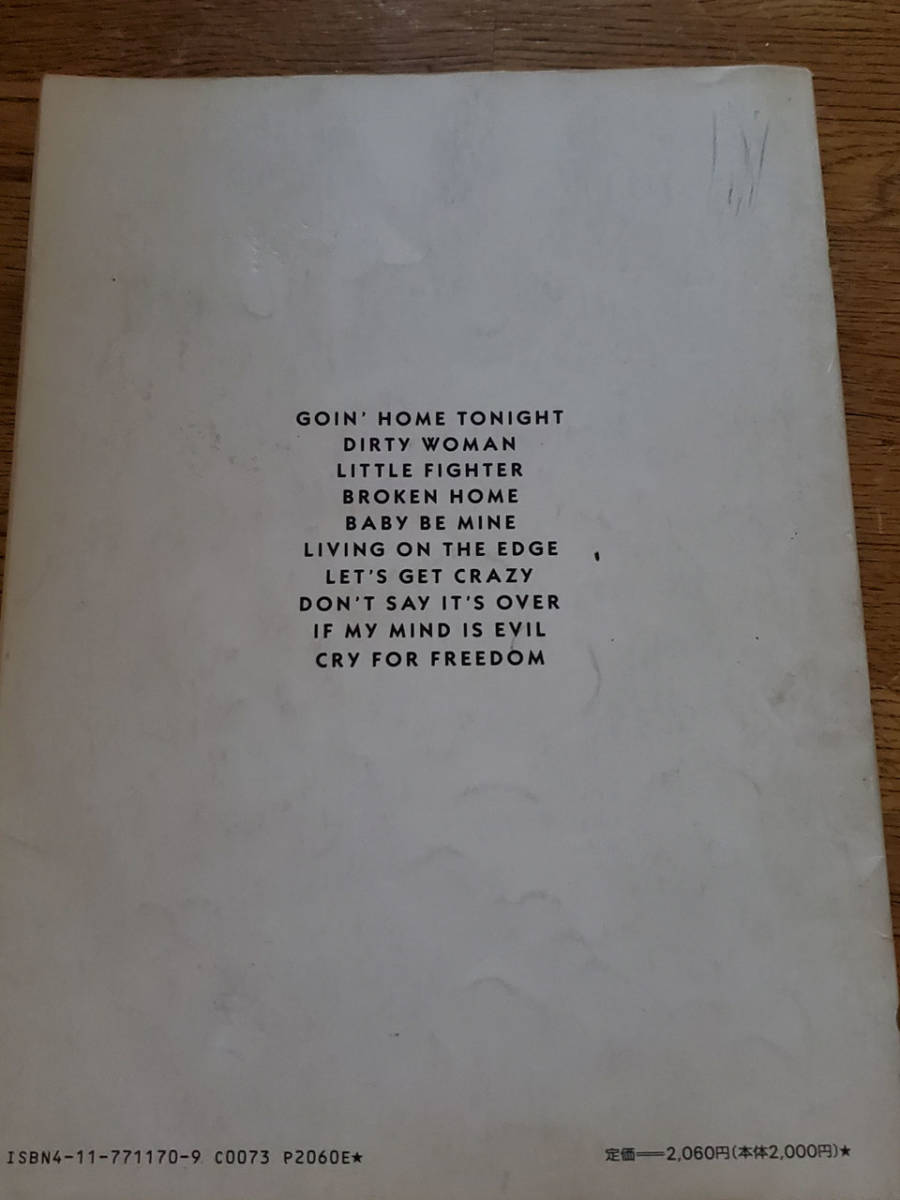 GOIN' HOME TONIGHT
DIRTY WOMAN
LITTLE FIGHTER
BROKEN HOME
BABY BE MINE
LIVING ON THE EDGE
LET'S GET CRAZY
DON'T SAY IT'S OVER
IF MY MIND IS EVIL
CRY FOR FREEDOM
ISBN4-11-771170-9 C0073 P2060E★
定価=2,060円(本体2,000円)★